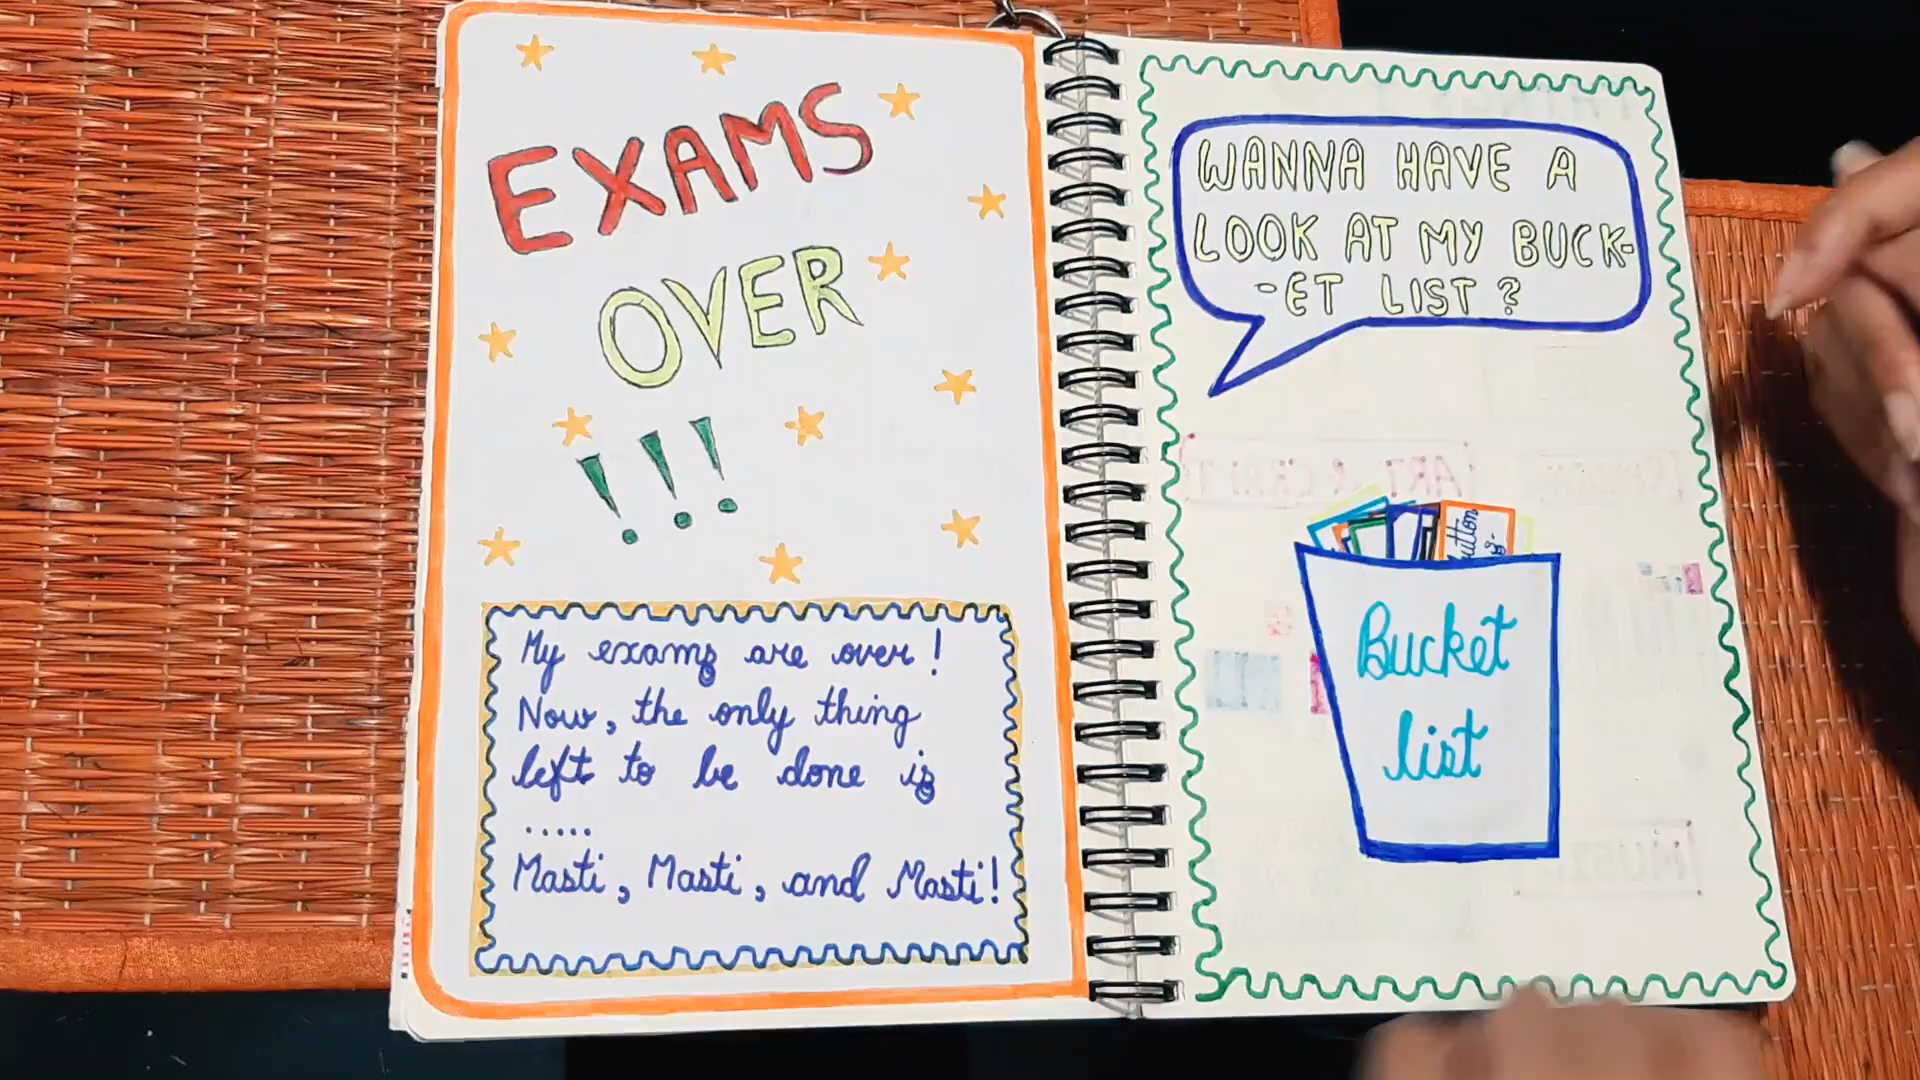 EXAMS
OVER
!!!
My exams are over!
Now, the only thing
left to be done is
.....
Masti, Masti, and Masti!
WANNA HAVE A
LOOK AT MY BUCK-
-ET LIST?
Bucket
list